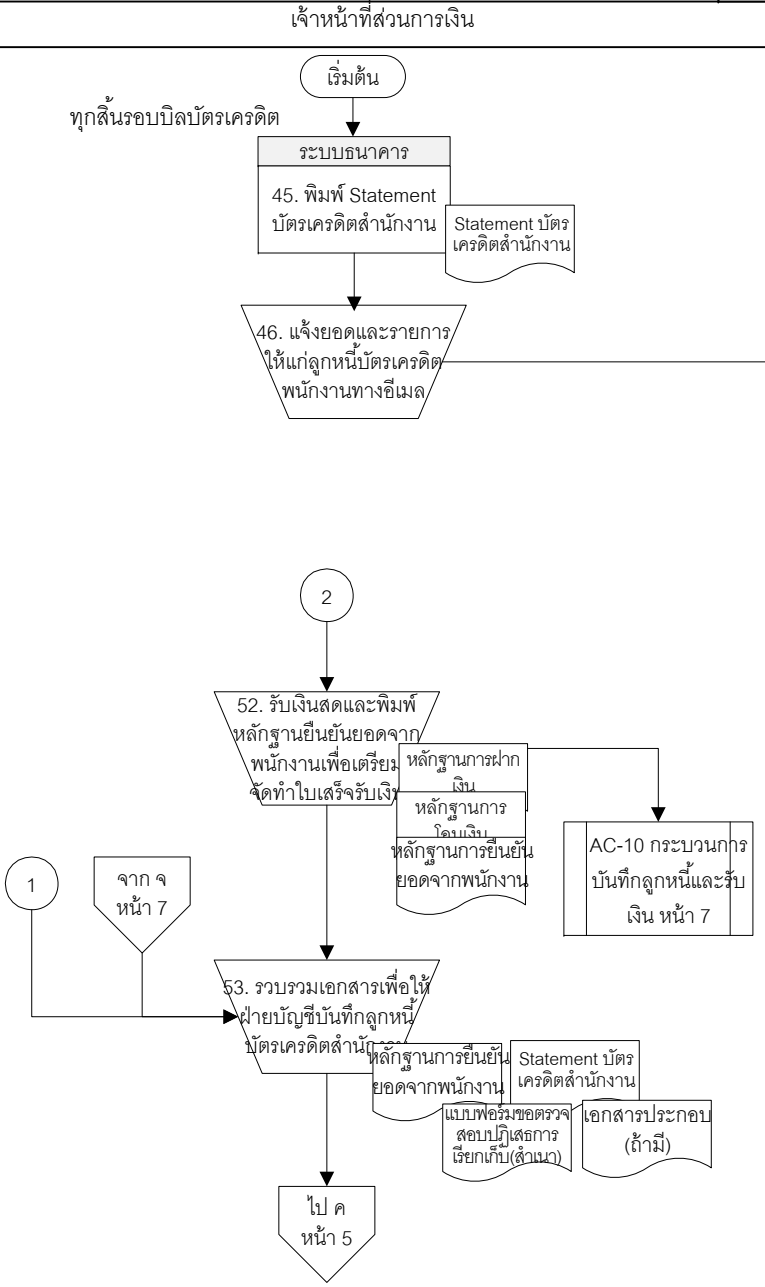 เจ้าหน้าที่ส่วนการเงิน
เริ่มต้น
ทุกสิ้นรอบบิลบัตรเครดิต
ระบบธนาคาร
45. พิมพ์ Statement
บัตรเครดิตสำนักงาน
Statement บัตร
เครดิตสำนักงาน
46. แจ้งยอดและรายการ
ให้แก่ลูกหนี้บัตรเครดิต
พนักงานทางอีเมล
2
52. รับเงินสดและพิมพ์
หลักฐานยืนยันยอดจาก
พนักงานเพื่อเตรียม
จัดทำใบเสร็จรับเงิน
หลักฐานการฝาก
เงิน
หลักฐานการ
โอนเงิน
หลักฐานการยืนยัน
ยอดจากพนักงาน
AC-10 กระบวนการ
บันทึกลูกหนี้และรับ
เงิน หน้า 7
1
จาก จ
หน้า 7
53. รวบรวมเอกสารเพื่อให้
ฝ่ายบัญชีบันทึกลูกหนี้
บัตรเครดิตสำนักงาน
หลักฐานการยืนยัน
ยอดจากพนักงาน
Statement บัตร
เครดิตสำนักงาน
แบบฟอร์มขอตรวจ
สอบปฏิเสธการ
เรียกเก็บ(สำเนา)
เอกสารประกอบ
(ถ้ามี)
ไป ค
หน้า 5